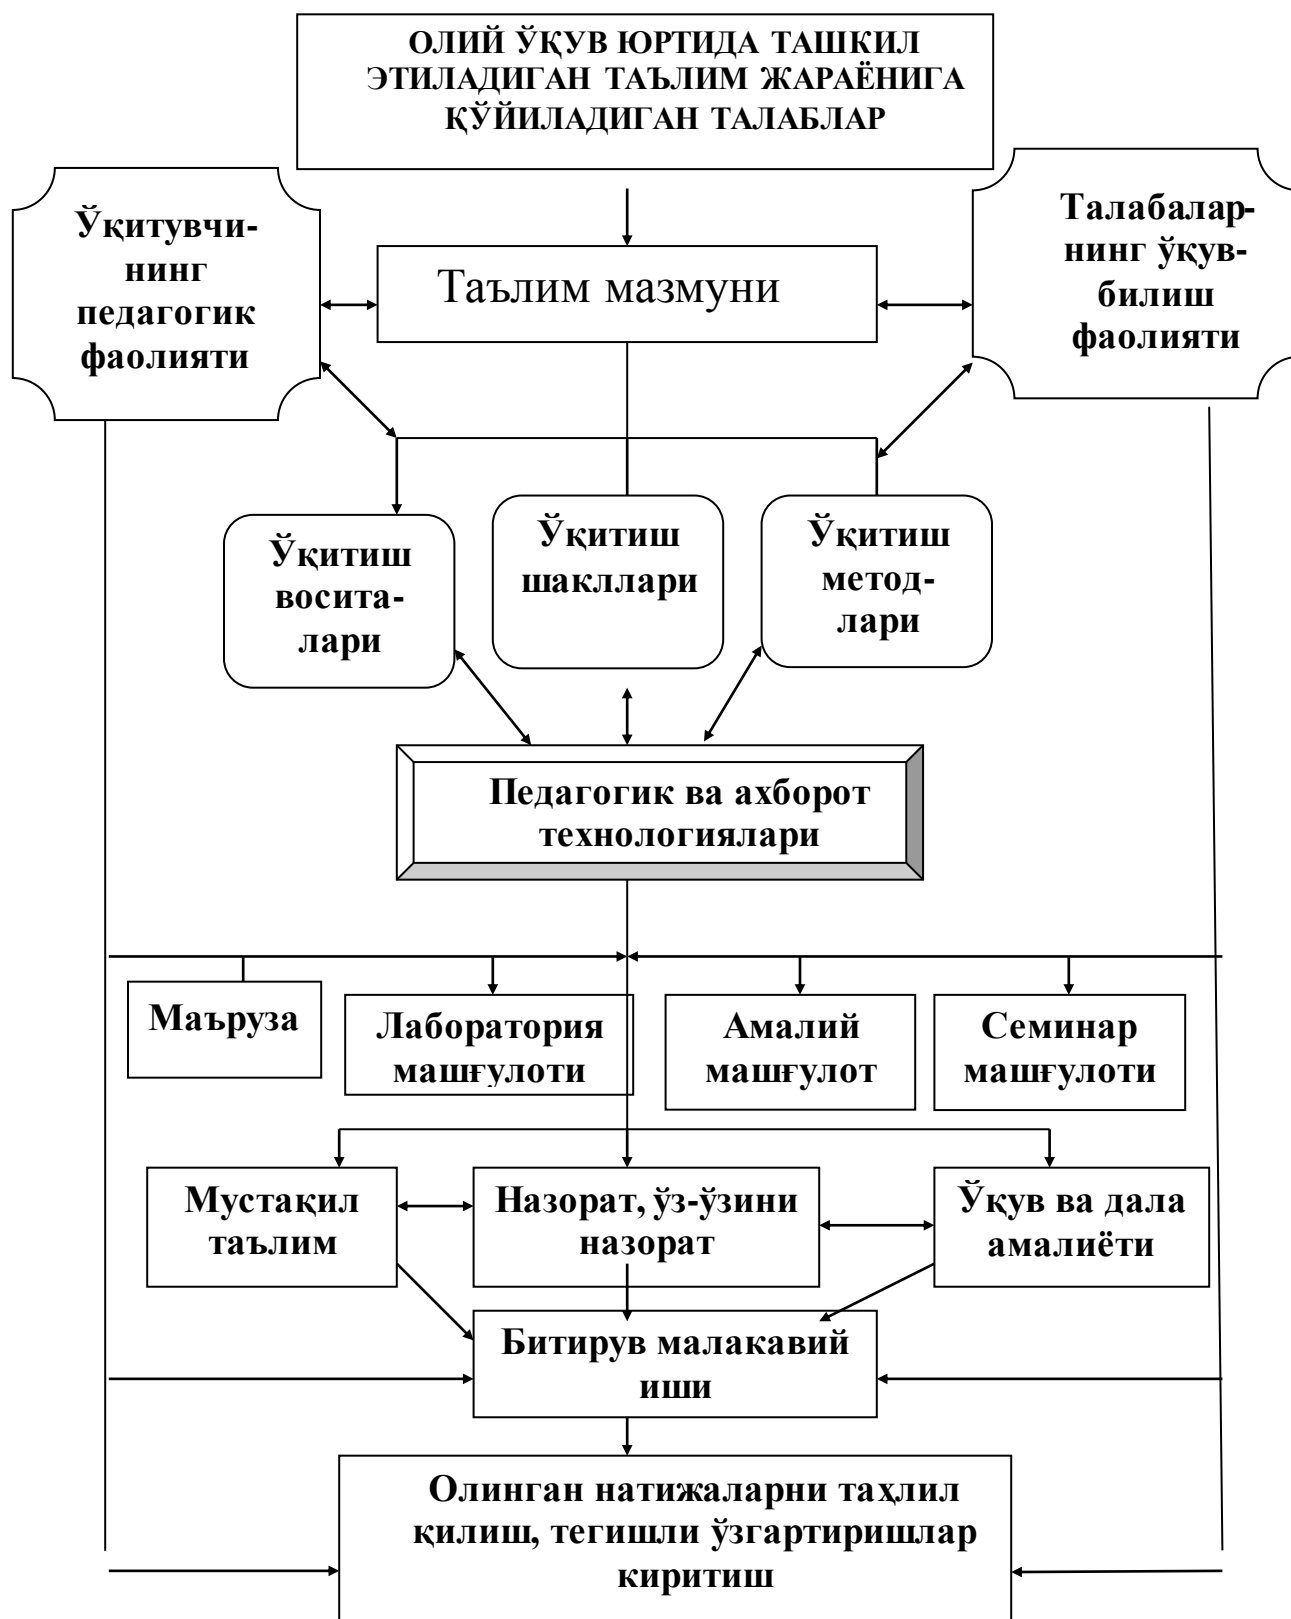 ОЛИЙ ЎҚУВ ЮРТИДА ТАШКИЛ
ЭТИЛАДИГАН ТАЪЛИМ ЖАРАЁНИГА
ҚЎЙИЛАДИГАН ТАЛАБЛАР
Ўқитувчи-
нинг
педагогик
фаолияти
Таълим мазмуни
Талабалар-
нинг ўқув-
билиш
фаолияти
Ўқитиш
восита-
лари
Ўқитиш
шакллари
Ўқитиш
метод-
лари
Педагогик ва ахборот
технологиялари
Маъруза
Лаборатория
машғулоти
Амалий
машғулот
Семинар
машғулоти
Мустақил
таълим
Назорат, ўз-ўзини
назорат
Ўқув ва дала
амалиёти
Битирув малакавий
иши
Олинган натижаларни таҳлил
қилиш, тегишли ўзгартиришлар
киритиш